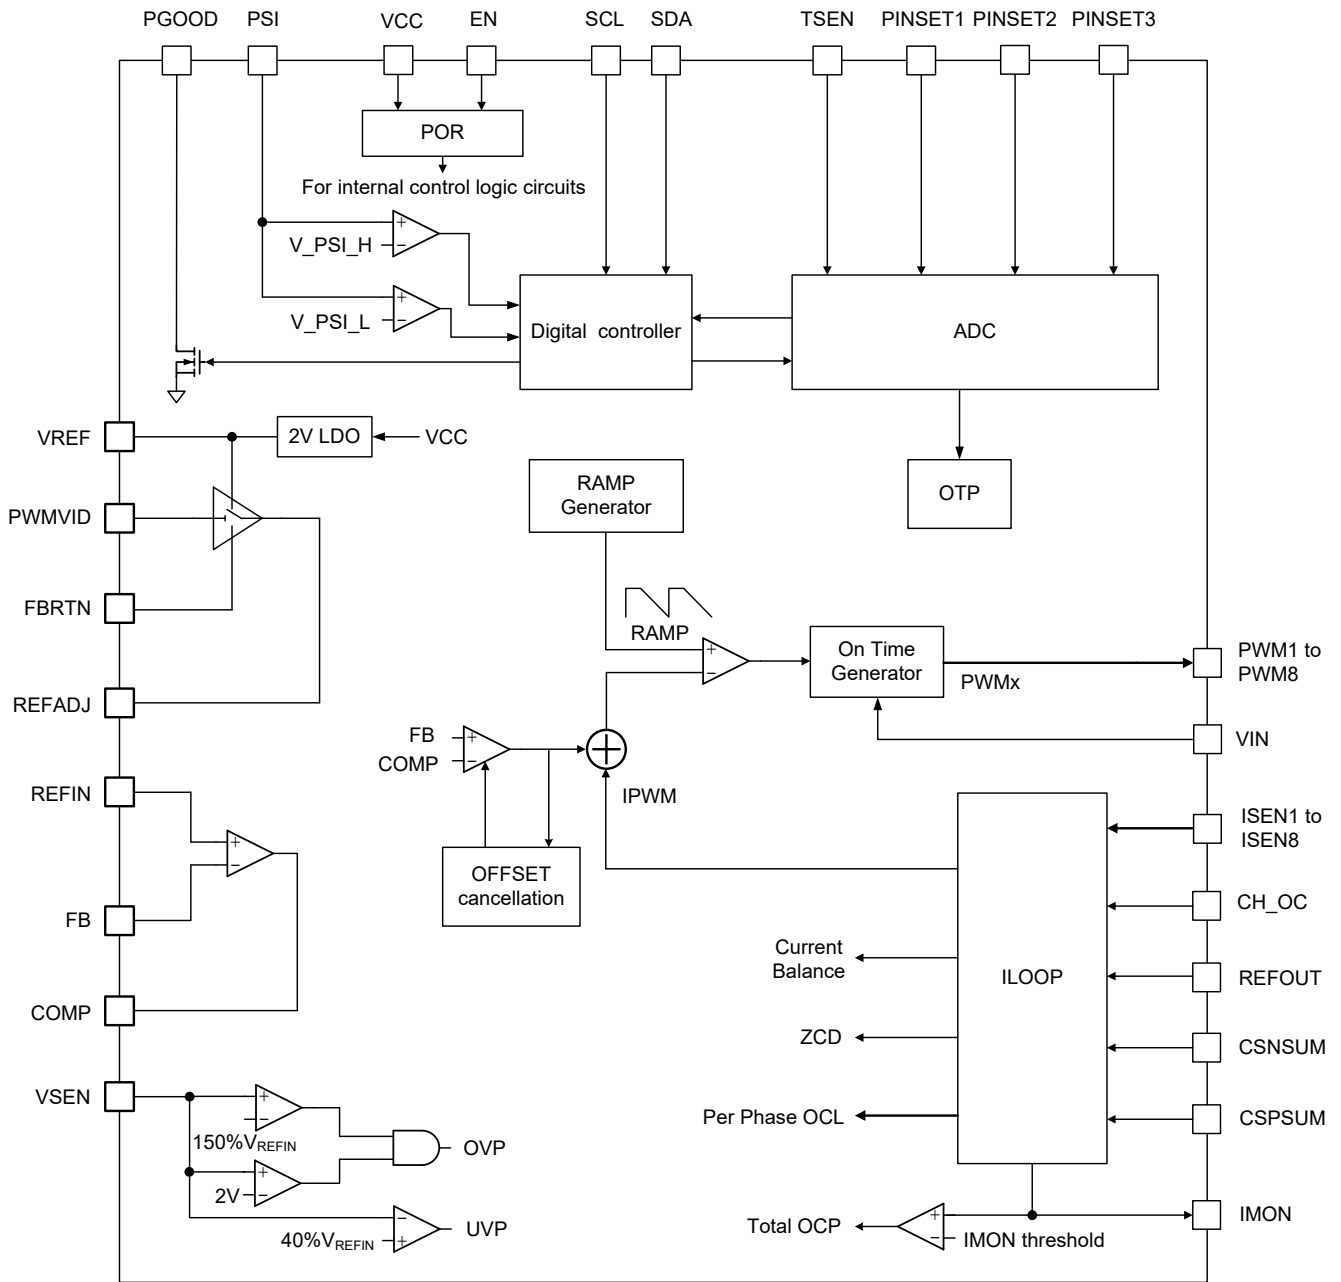 PGOOD
PSI
VCC
EN
SCL
SDA
TSEN
PINSET1
PINSET2
PINSET3
POR
For internal control logic circuits
+
−
V_PSI_H
+
−
V_PSI_L
Digital controller
ADC
VREF
2V LDO
VCC
OTP
RAMP
Generator
PWMVID
FBRTN
RAMP
+
−
On Time
Generator
PWMx
PWM1 to
PWM8
REFADJ
VIN
FB
COMP
+
−
REFIN
IPWM
+
−
ISEN1 to
ISEN8
OFFSET
cancellation
FB
CH_OC
Current
Balance
ILOOP
REFOUT
COMP
ZCD
CSNSUM
VSEN
+
−
150%VREFIN
OVP
Per Phase OCL
CSPSUM
+
−
2V
−
+
40%VREFIN
UVP
Total OCP
+
−
IMON threshold
IMON